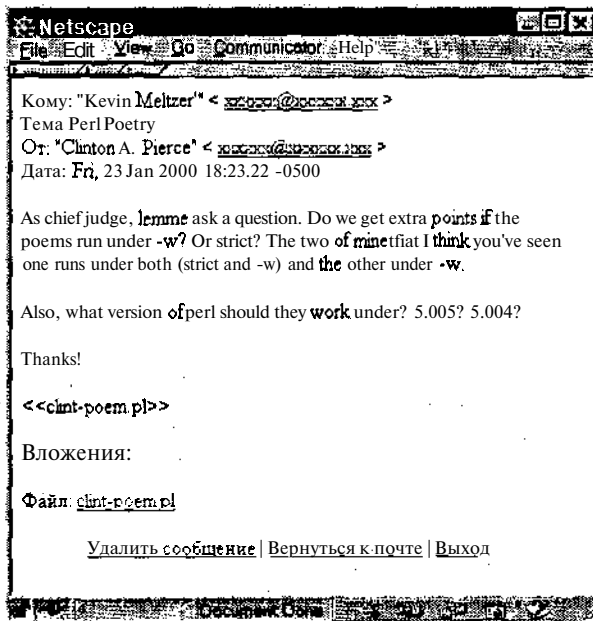 Netscape
File Edit View Go Communicator Help
Кому: "Kevin Meltzer'" < @ >
Тема Perl Poetry
От: "Clinton A. Pierce" < @ >
Дата: Fri, 23 Jan 2000 18:23.22 -0500
As chief judge, lemme ask a question. Do we get extra points if the
poems run under -w? Or strict? The two of mine tfiat I think you've seen
one runs under both (strict and -w) and the other under -w.
Also, what version of perl should they work under? 5.005? 5.004?
Thanks!
<<clint-poem.pl>>
Вложения:
Файл: clint-poem.pl
Удалить сообщение | Вернуться к почте | Выход
Document Done